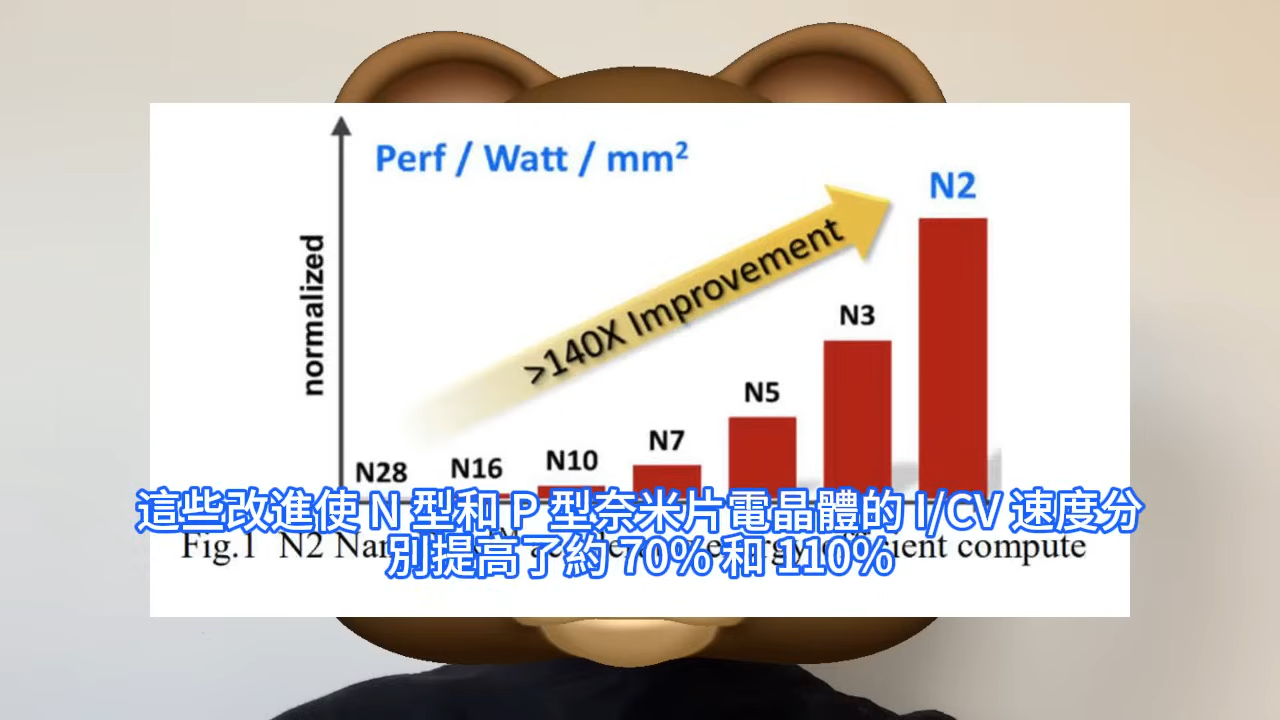 Perf / Watt / mm²
N2
>140X Improvement
normalized
N3
N5
N7
N10
N16
N28
這些改進使 N 型和 P 型奈米片電晶體的 I/CV 速度分
別提高了約 70% 和 110%
Fig.1 N2 compute